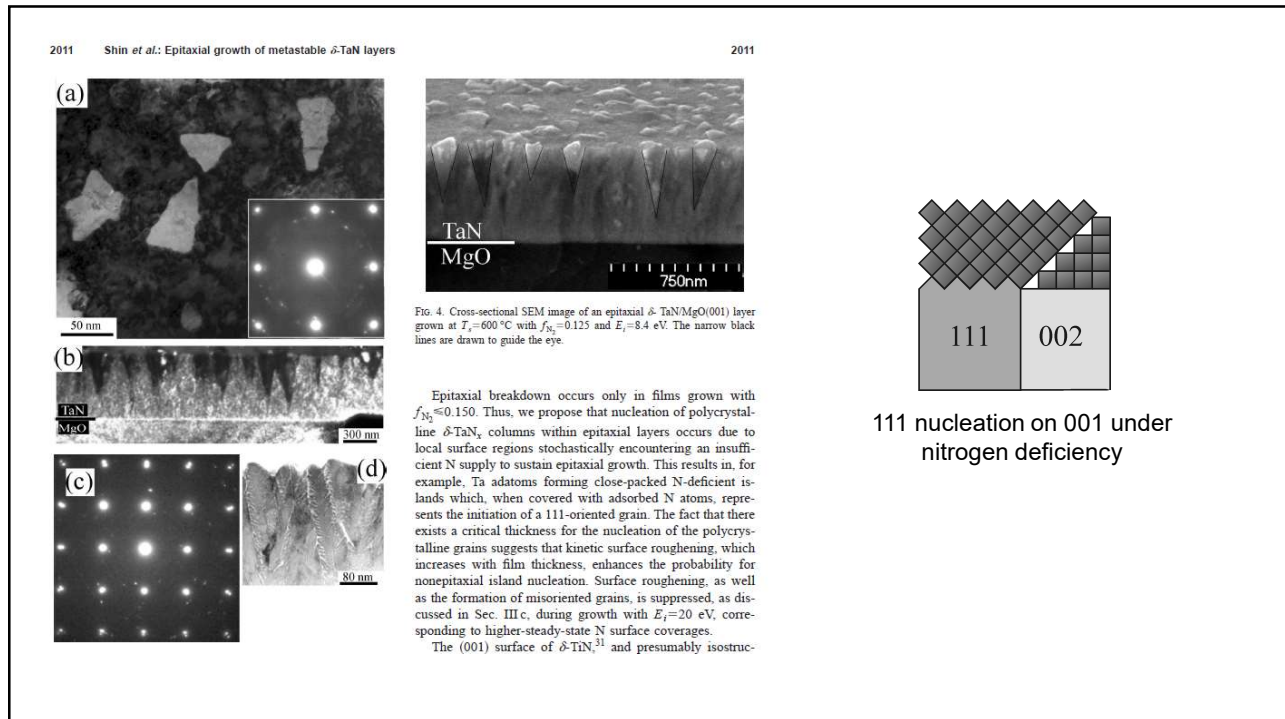 2011 Shin et al.: Epitaxial growth of metastable δ-TaN layers 2011
(a)
50 nm
(b)
TaN
MgO
300 nm
(c)
(d)
80 nm
TaN
MgO
750nm
FIG. 4. Cross-sectional SEM image of an epitaxial δ- TaN/MgO(001) layer
grown at Ts=600 °C with fN2=0.125 and Ei=8.4 eV. The narrow black
lines are drawn to guide the eye.
Epitaxial breakdown occurs only in films grown with
fN2≤0.150. Thus, we propose that nucleation of polycrystal-
line δ-TaNx columns within epitaxial layers occurs due to
local surface regions stochastically encountering an insuffi-
cient N supply to sustain epitaxial growth. This results in, for
example, Ta adatoms forming close-packed N-deficient is-
lands which, when covered with adsorbed N atoms, repre-
sents the initiation of a 111-oriented grain. The fact that there
exists a critical thickness for the nucleation of the polycrys-
talline grains suggests that kinetic surface roughening, which
increases with film thickness, enhances the probability for
nonepitaxial island nucleation. Surface roughening, as well
as the formation of misoriented grains, is suppressed, as dis-
cussed in Sec. III c, during growth with Ei=20 eV, corre-
sponding to higher-steady-state N surface coverages.
The (001) surface of δ-TiN,31 and presumably isostruc-
111
002
111 nucleation on 001 under
nitrogen deficiency